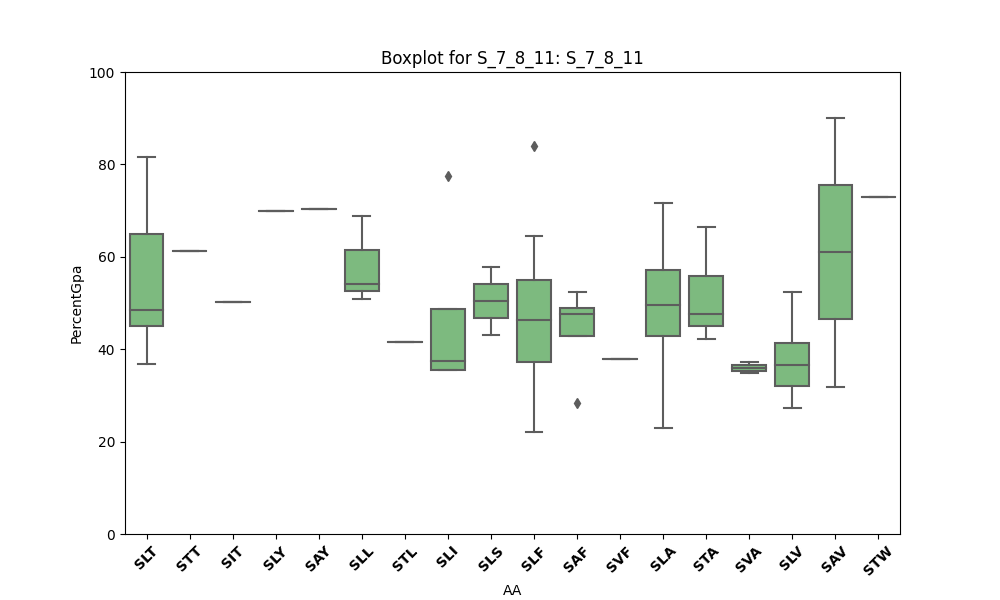 Boxplot for S_7_8_11: S_7_8_11
100
80
60
40
20
0
PercentGpa
SLT STT SIT SLY SAY SLL STL SLI SLS SLF SAF SVF SLA STA SVA SLV SAV STW
AA